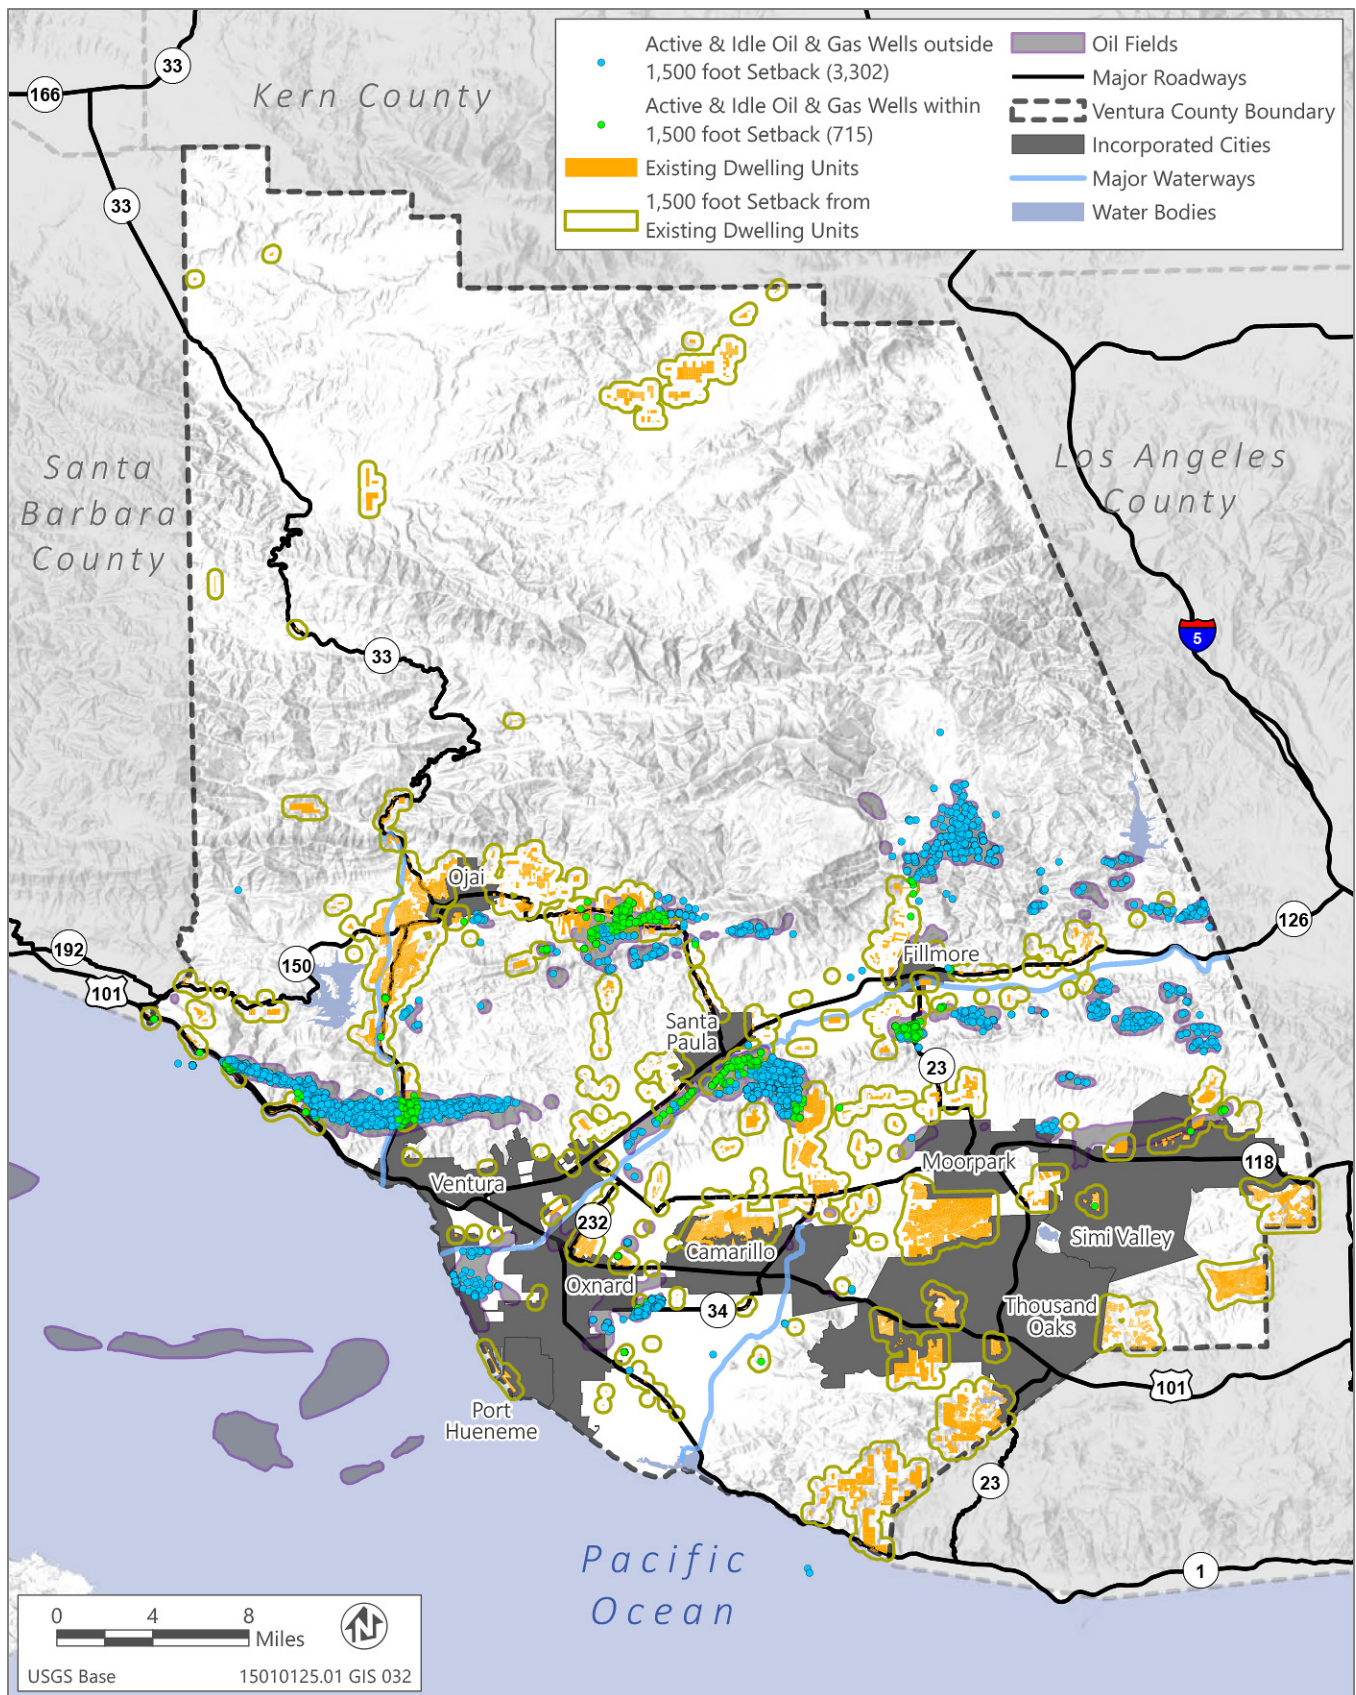 Active & Idle Oil & Gas Wells outside
1,500 foot Setback (3,302)
Active & Idle Oil & Gas Wells within
1,500 foot Setback (715)
Existing Dwelling Units
1,500 foot Setback from
Existing Dwelling Units
Oil Fields
Major Roadways
Ventura County Boundary
Incorporated Cities
Major Waterways
Water Bodies
33
166
Kern County
33
Santa
Barbara
County
Los Angeles
County
5
33
Ojai
126
192
150
101
Fillmore
Santa
Paula
23
Moorpark
118
Ventura
232
Camarillo
Simi Valley
Oxnard
34
Thousand
Oaks
101
Port
Hueneme
23
Pacific
Ocean
1
0 4 8
Miles
N
USGS Base 15010125.01 GIS 032